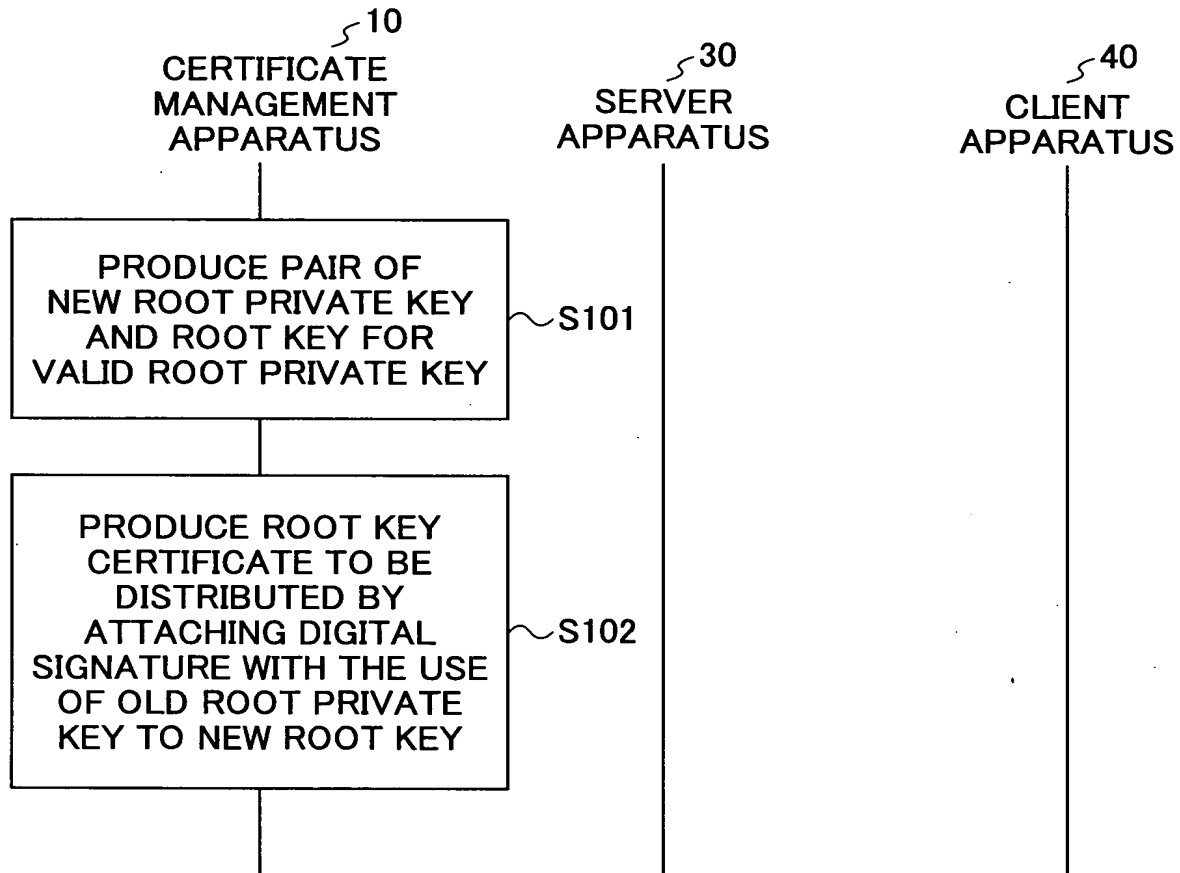 10
CERTIFICATE
MANAGEMENT
APPARATUS
30
SERVER
APPARATUS
40
CLIENT
APPARATUS
PRODUCE PAIR OF
NEW ROOT PRIVATE KEY
AND ROOT KEY FOR
VALID ROOT PRIVATE KEY
S101
PRODUCE ROOT KEY
CERTIFICATE TO BE
DISTRIBUTED BY
ATTACHING DIGITAL
SIGNATURE WITH THE USE
OF OLD ROOT PRIVATE
KEY TO NEW ROOT KEY
S102